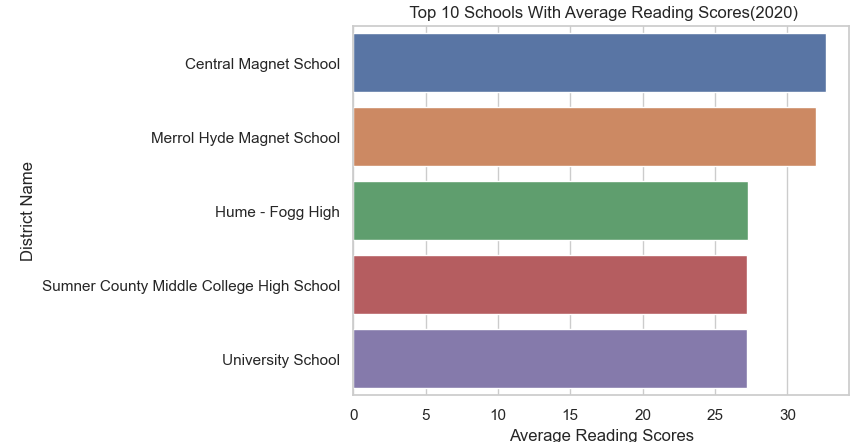 Top 10 Schools With Average Reading Scores(2020)
District Name
Central Magnet School
Merrol Hyde Magnet School
Hume - Fogg High
Sumner County Middle College High School
University School
0 5 10 15 20 25 30
Average Reading Scores